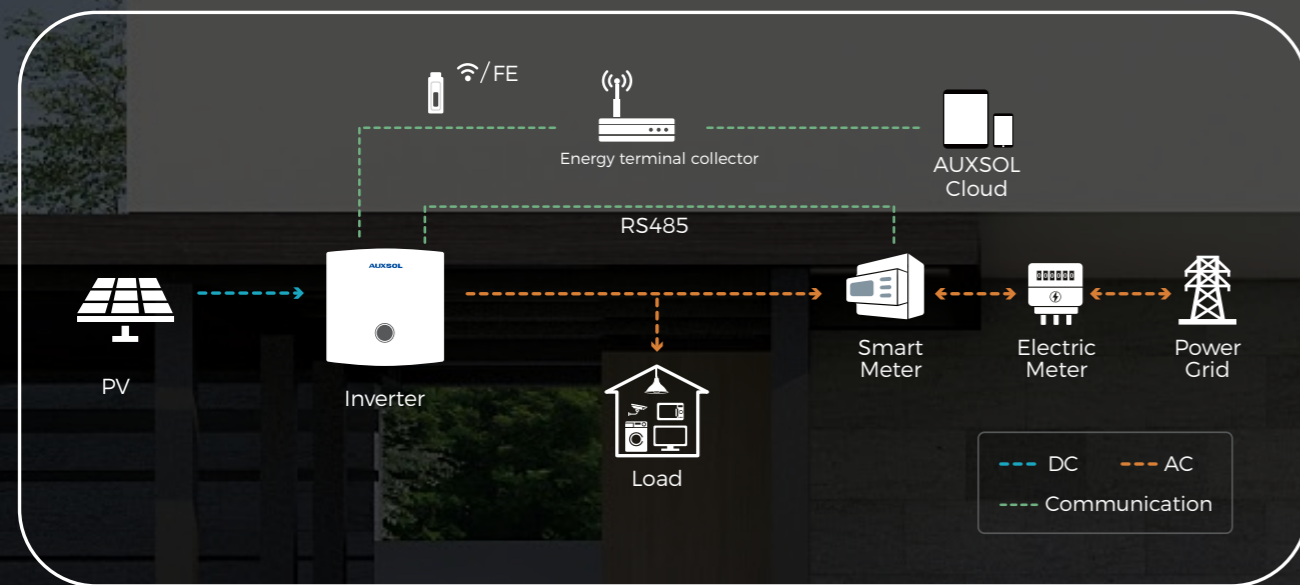 /FE
Energy terminal collector
AUXSOL
Cloud
RS485
AUXSOL
PV
Inverter
Load
Smart
Meter
Electric
Meter
Power
Grid
DC
AC
Communication